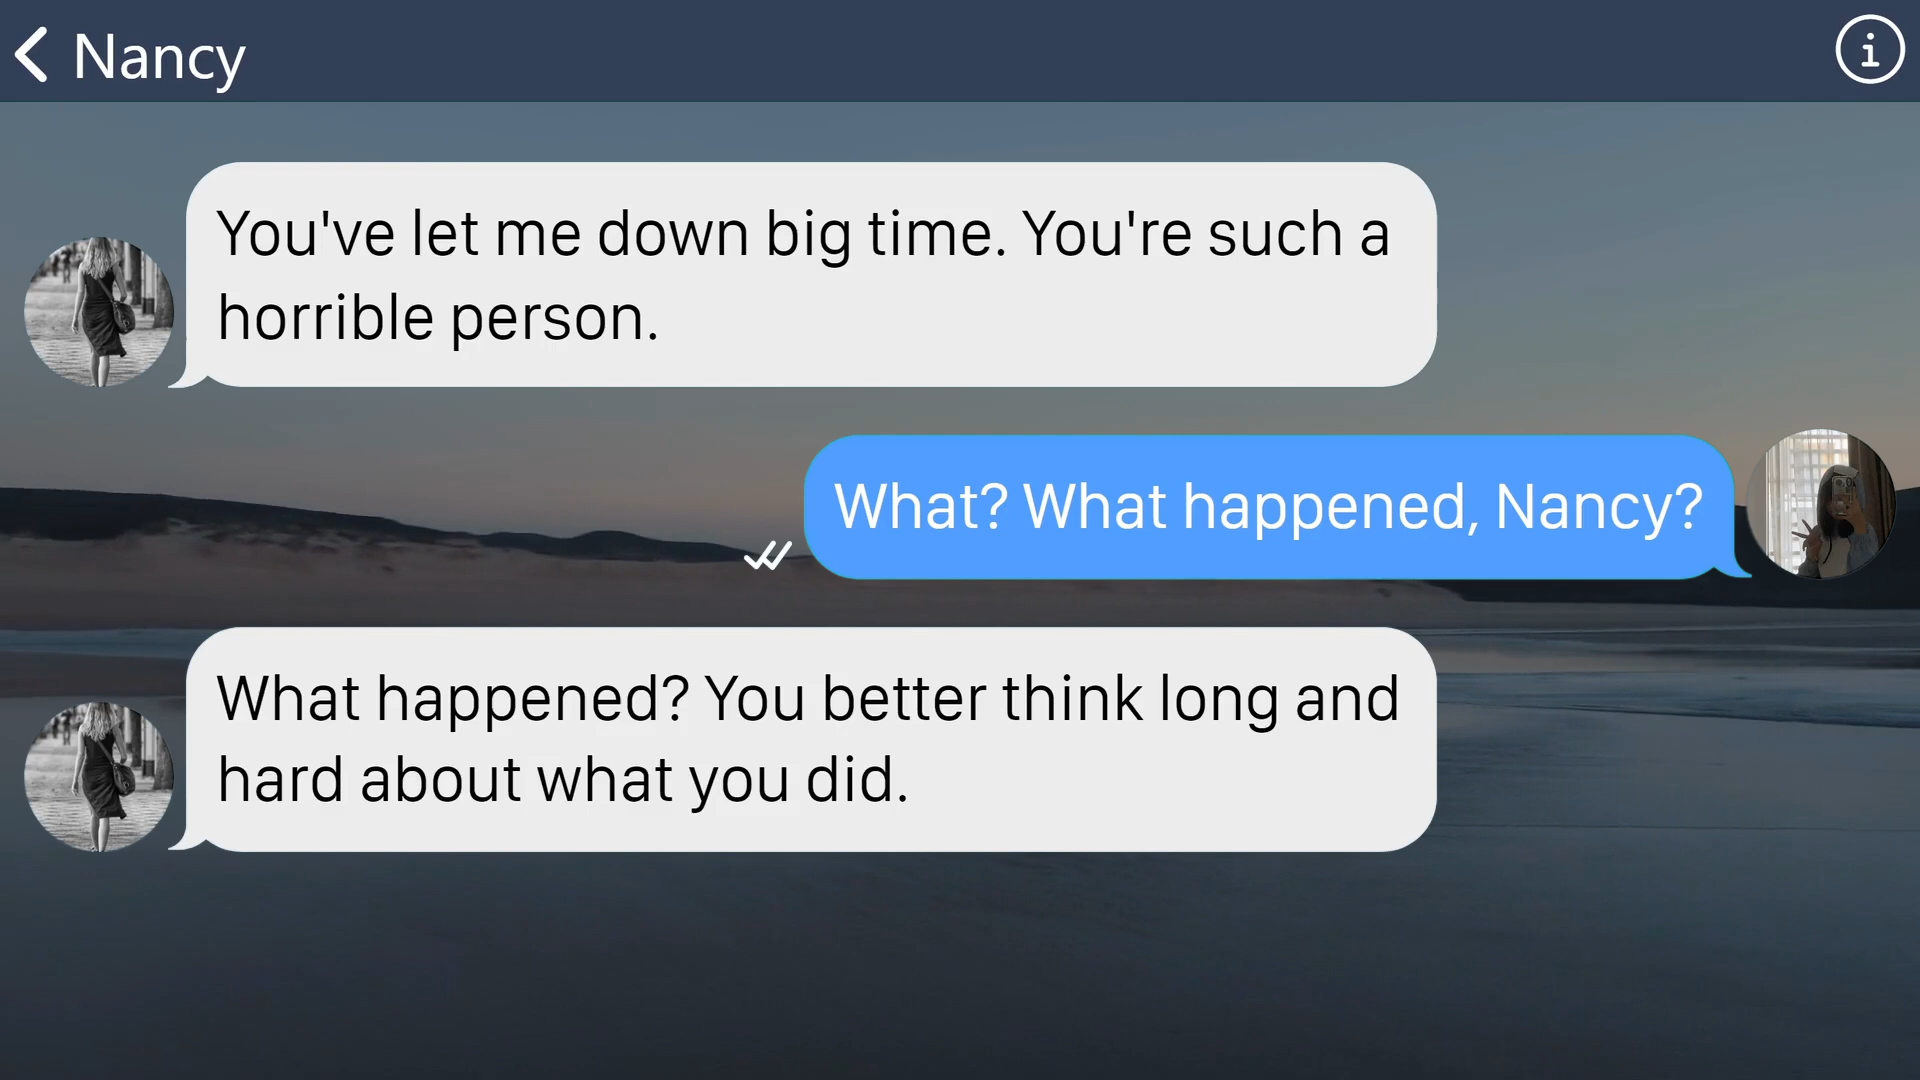 Nancy
You've let me down big time. You're such a
horrible person.
What? What happened, Nancy?
What happened? You better think long and
hard about what you did.